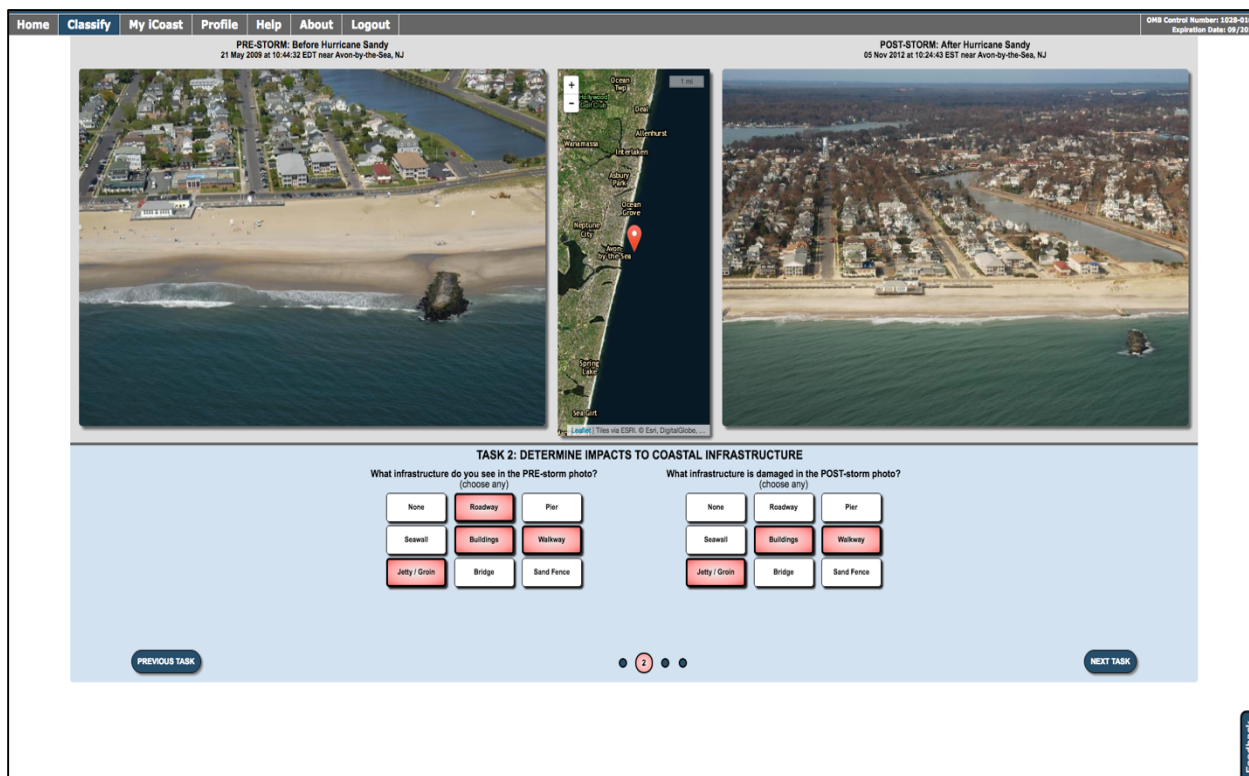 Home Classify My iCoast Profile Help About Logout
OMB Control Number: 1028-010
Expiration Date: 09/20
PRE-STORM: Before Hurricane Sandy
21 May 2009 at 10:44:32 EDT near Avon-by-the-Sea, NJ
POST-STORM: After Hurricane Sandy
05 Nov 2012 at 10:24:43 EST near Avon-by-the-Sea, NJ
+
-
1 mi
Ocean
Twp
Hollywood
Golf Club
Deal
Allenhurst
Wanamassa
Interlaken
Asbury
Park
Ocean
Grove
Neptune
City
Avon-
by-the-Sea
Spring
Lake
Sea Girt
Leaflet | Tiles via ESRI. © Esri, DigitalGlobe, ...
TASK 2: DETERMINE IMPACTS TO COASTAL INFRASTRUCTURE
What infrastructure do you see in the PRE-storm photo?
(choose any)
None Roadway Pier
Seawall Buildings Walkway
Jetty / Groin Bridge Sand Fence
What infrastructure is damaged in the POST-storm photo?
(choose any)
None Roadway Pier
Seawall Buildings Walkway
Jetty / Groin Bridge Sand Fence
PREVIOUS TASK
2
NEXT TASK
Feedback